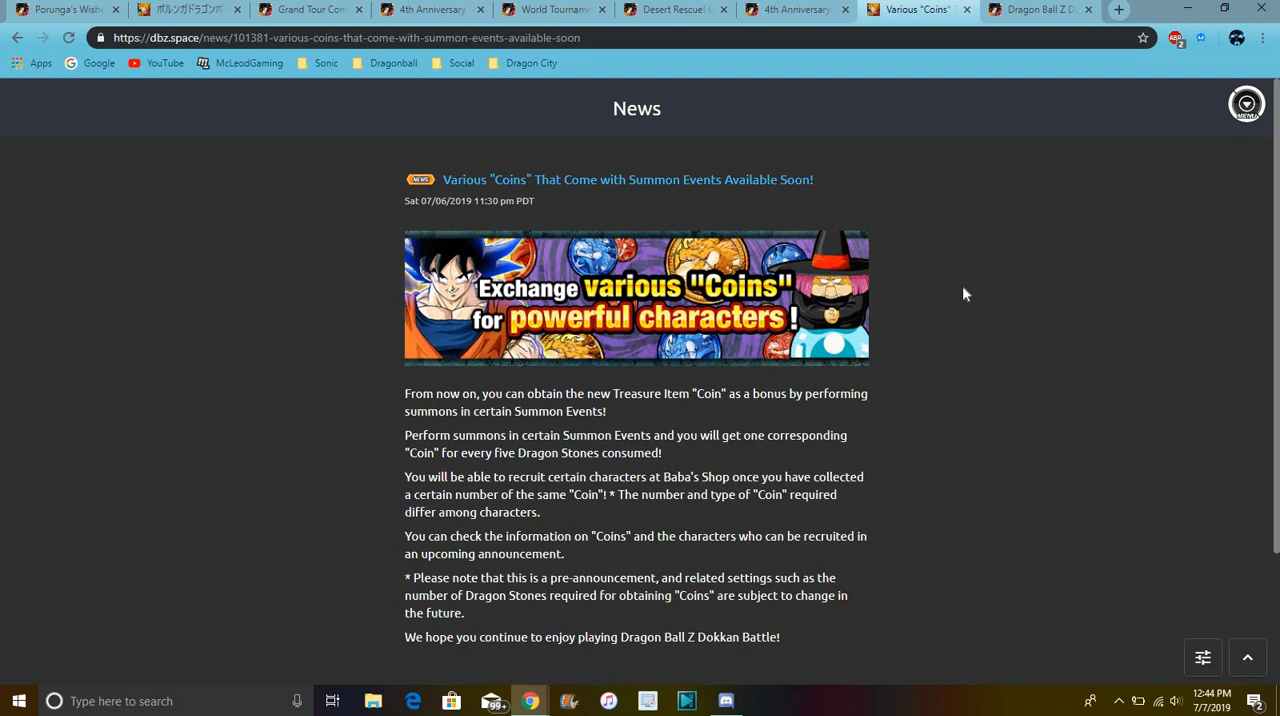 Porunga's Wishe
ポルンガドラゴンボ
Grand Tour Com
4th Anniversary
World Tourname
Desert Rescue! G
4th Anniversary!
Various "Coins"
Dragon Ball Z Do
https://dbz.space/news/101381-various-coins-that-come-with-summon-events-available-soon
2
Apps
Google
YouTube
McLeodGaming
Sonic
Dragonball
Social
Dragon City
News
MENU
NEWS Various "Coins" That Come with Summon Events Available Soon!
Sat 07/06/2019 11:30 pm PDT
Exchange various "Coins"
for powerful characters!
From now on, you can obtain the new Treasure Item "Coin" as a bonus by performing
summons in certain Summon Events!
Perform summons in certain Summon Events and you will get one corresponding
"Coin" for every five Dragon Stones consumed!
You will be able to recruit certain characters at Baba's Shop once you have collected
a certain number of the same "Coin"! * The number and type of "Coin" required
differ among characters.
You can check the information on "Coins" and the characters who can be recruited in
an upcoming announcement.
* Please note that this is a pre-announcement, and related settings such as the
number of Dragon Stones required for obtaining "Coins" are subject to change in
the future.
We hope you continue to enjoy playing Dragon Ball Z Dokkan Battle!
Type here to search
99+
12:44 PM
7/7/2019
2